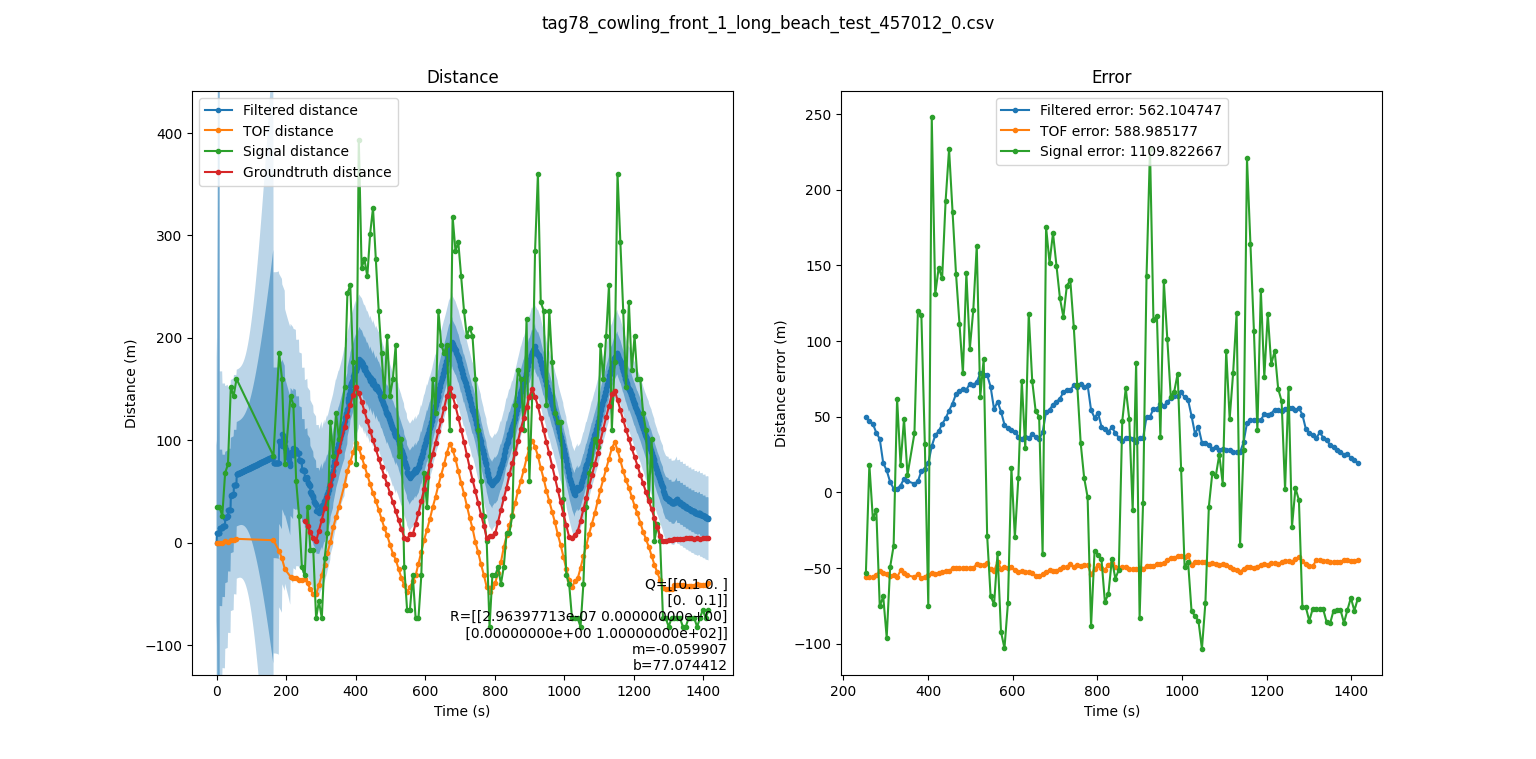 tag78_cowling_front_1_long_beach_test_457012_0.csv
Distance
Filtered distance
TOF distance
Signal distance
Groundtruth distance
Distance (m)
400
300
200
100
0
−100
Q=[[0.1 0. ]
[0. 0.1]]
R=[[2.96397713e-07 0.00000000e+00]
[0.00000000e+00 1.00000000e+02]]
m=-0.059907
b=77.074412
0 200 400 600 800 1000 1200 1400
Time (s)
Error
Filtered error: 562.104747
TOF error: 588.985177
Signal error: 1109.822667
Distance error (m)
250
200
150
100
50
0
−50
−100
200 400 600 800 1000 1200 1400
Time (s)